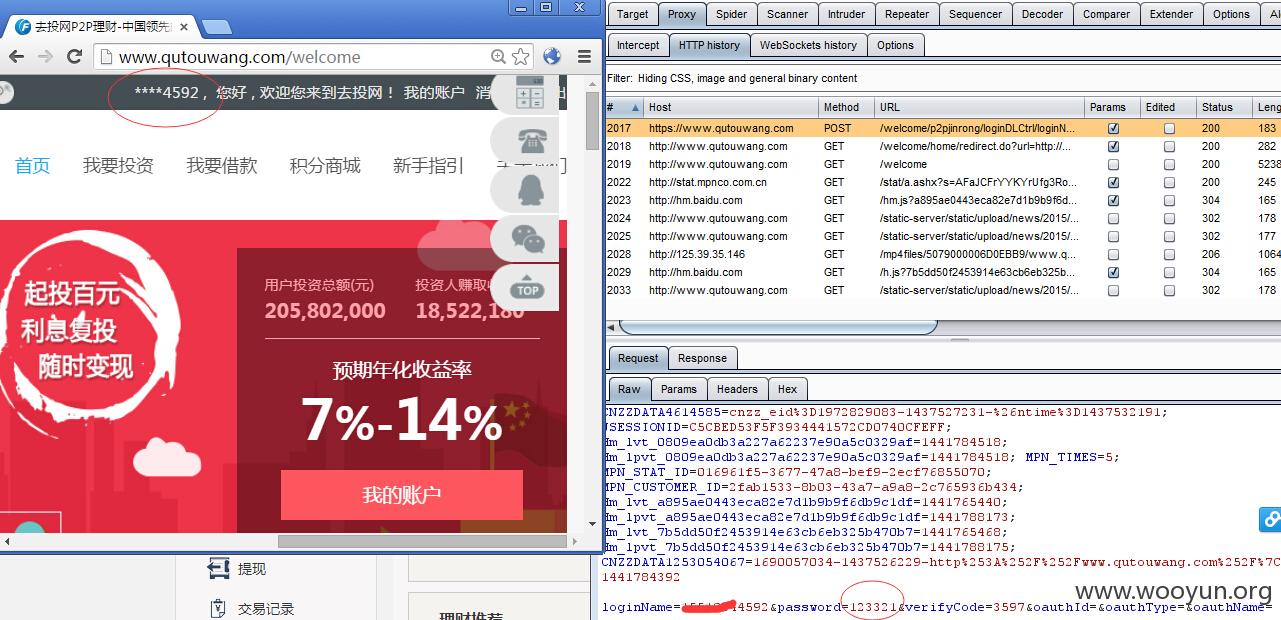 去投网P2P理财-中国领先
www.qutouwang.com/welcome
****4592 , 您好 , 欢迎您来到去投网！ 我的账户
首页 我要投资 我要借款 积分商城 新手指引
起投百元
利息复投
随时变现
用户投资总额(元)
205,802,000
投资人赚取
18,522,180
预期年化收益率
7%-14%
我的账户
TOP
提现
交易记录
理财推荐
Target Proxy Spider Scanner Intruder Repeater Sequencer Decoder Comparer Extender Options
Intercept HTTP history WebSockets history Options
Filter: Hiding CSS, image and general binary content
# Host Method URL Params Edited Status Leng
2017 https://www.qutouwang.com POST /welcome/p2pjinrong/loginDLCtrl/loginN... 200 183
2018 http://www.qutouwang.com GET /welcome/home/redirect.do?url=http://... 200 282
2019 http://www.qutouwang.com GET /welcome 200 5238
2022 http://stat.mpnco.com.cn GET /stat/a.ashx?s=AFaJCFrYYKYrUfg3Ro... 200 245
2023 http://hm.baidu.com GET /hm.js?a895ae0443eca82e7d1b9b9f6d... 304 165
2024 http://www.qutouwang.com GET /static-server/static/upload/news/2015/... 302 178
2025 http://www.qutouwang.com GET /static-server/static/upload/news/2015/... 302 177
2028 http://125.39.35.146 GET /mp4files/5079000006D0EBB9/www.q... 206 1064
2029 http://hm.baidu.com GET /h.js?7b5dd50f2453914e63cb6eb325b... 304 165
2033 http://www.qutouwang.com GET /static-server/static/upload/news/2015/... 302 178
Request Response
Raw Params Headers Hex
CNZZDATA4614585=cnzz_eid%3D1972829083-1437527231-%26ntime%3D1437532191;
JSESSIONID=C5CBED55F5F3934441572CD0740CFEFF;
Hm_lvt_0809ea0db3a227a62237e90a5c0329af=1441784518;
Hm_lpvt_0809ea0db3a227a62237e90a5c0329af=1441784518; MPN_TIMES=5;
MPN_STAT_ID=016961f5-3677-47a8-bef9-2ecf76855070;
MPN_CUSTOMER_ID=2fab1533-0b03-43a7-a9a8-2c765936b434;
Hm_lvt_a895ae0443eca82e7d1b9b9f6db9c1df=1441765440;
Hm_lpvt_a895ae0443eca82e7d1b9b9f6db9c1df=1441788173;
Hm_lvt_7b5dd50f2453914e63cb6eb325b470b7=1441765468;
Hm_lpvt_7b5dd50f2453914e63cb6eb325b470b7=1441788175;
CNZZDATA1253054067=1690057034-1437526229-http%253A%252F%252Fwww.qutouwang.com%252F%7C
1441784392
www.wooyun.org
loginName= 4592&password=123321&verifyCode=3597&oauthId=&oauthType=&oauthName=